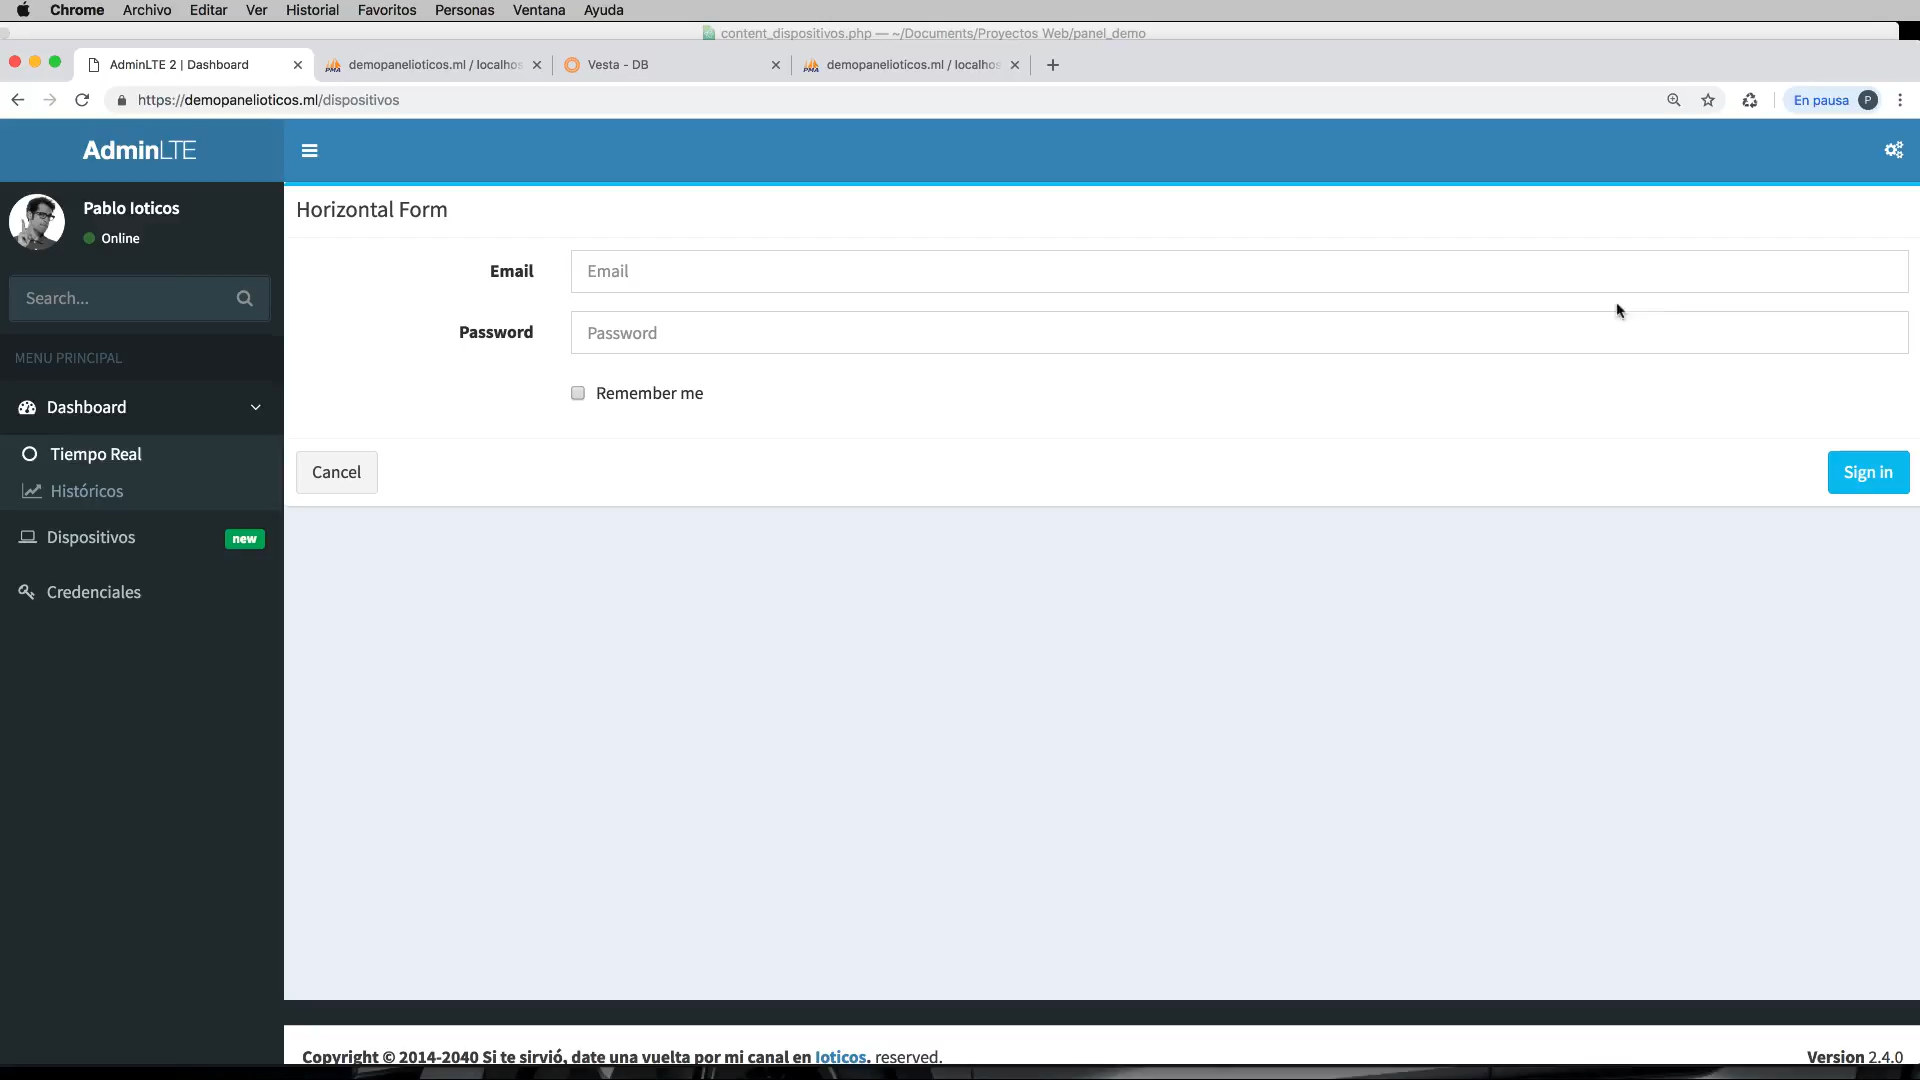 Chrome Archivo Editar Ver Historial Favoritos Personas Ventana Ayuda
content_dispositivos.php — ~/Documents/Proyectos Web/panel_demo
AdminLTE 2 | Dashboard demopanelioticos.ml / localhos Vesta - DB demopanelioticos.ml / localhos
https://demopanelioticos.ml/dispositivos En pausa P
AdminLTE
Pablo Ioticos
Online
Search...
MENU PRINCIPAL
Dashboard
Tiempo Real
Históricos
Dispositivos new
Credenciales
Horizontal Form
Email Email
Password Password
Remember me
Cancel Sign in
Copyright © 2014-2040 Si te sirvió, date una vuelta por mi canal en Ioticos. reserved. Version 2.4.0